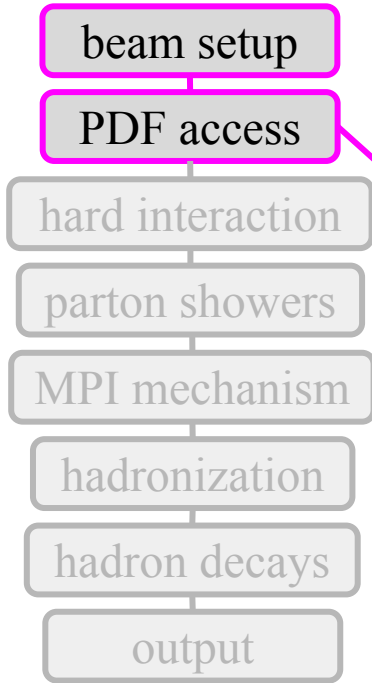 beam setup
PDF access
hard interaction
parton showers
MPI mechanism
hadronization
hadron decays
output